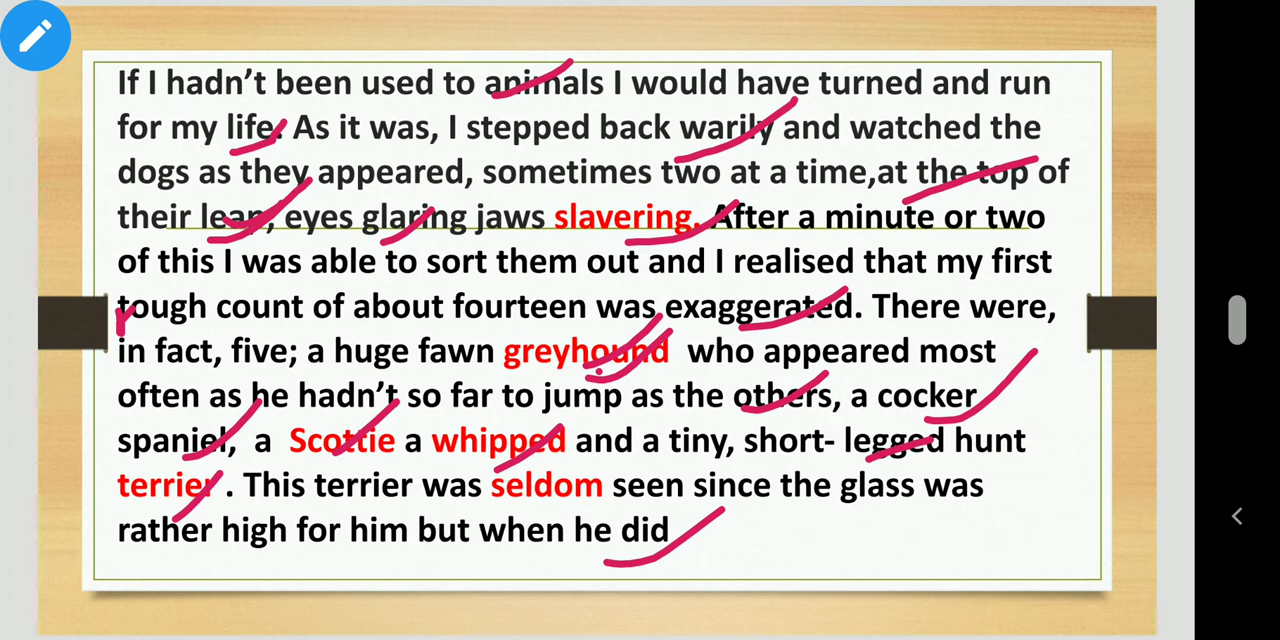 If I hadn't been used to animals I would have turned and run
for my life. As it was, I stepped back warily and watched the
dogs as they appeared, sometimes two at a time,at the top of
their leap, eyes glaring jaws slavering. After a minute or two
of this I was able to sort them out and I realised that my first
tough count of about fourteen was exaggerated. There were,
in fact, five; a huge fawn greyhound who appeared most
often as he hadn't so far to jump as the others, a cocker
spaniel, a Scottie a whipped and a tiny, short- legged hunt
terrier . This terrier was seldom seen since the glass was
rather high for him but when he did